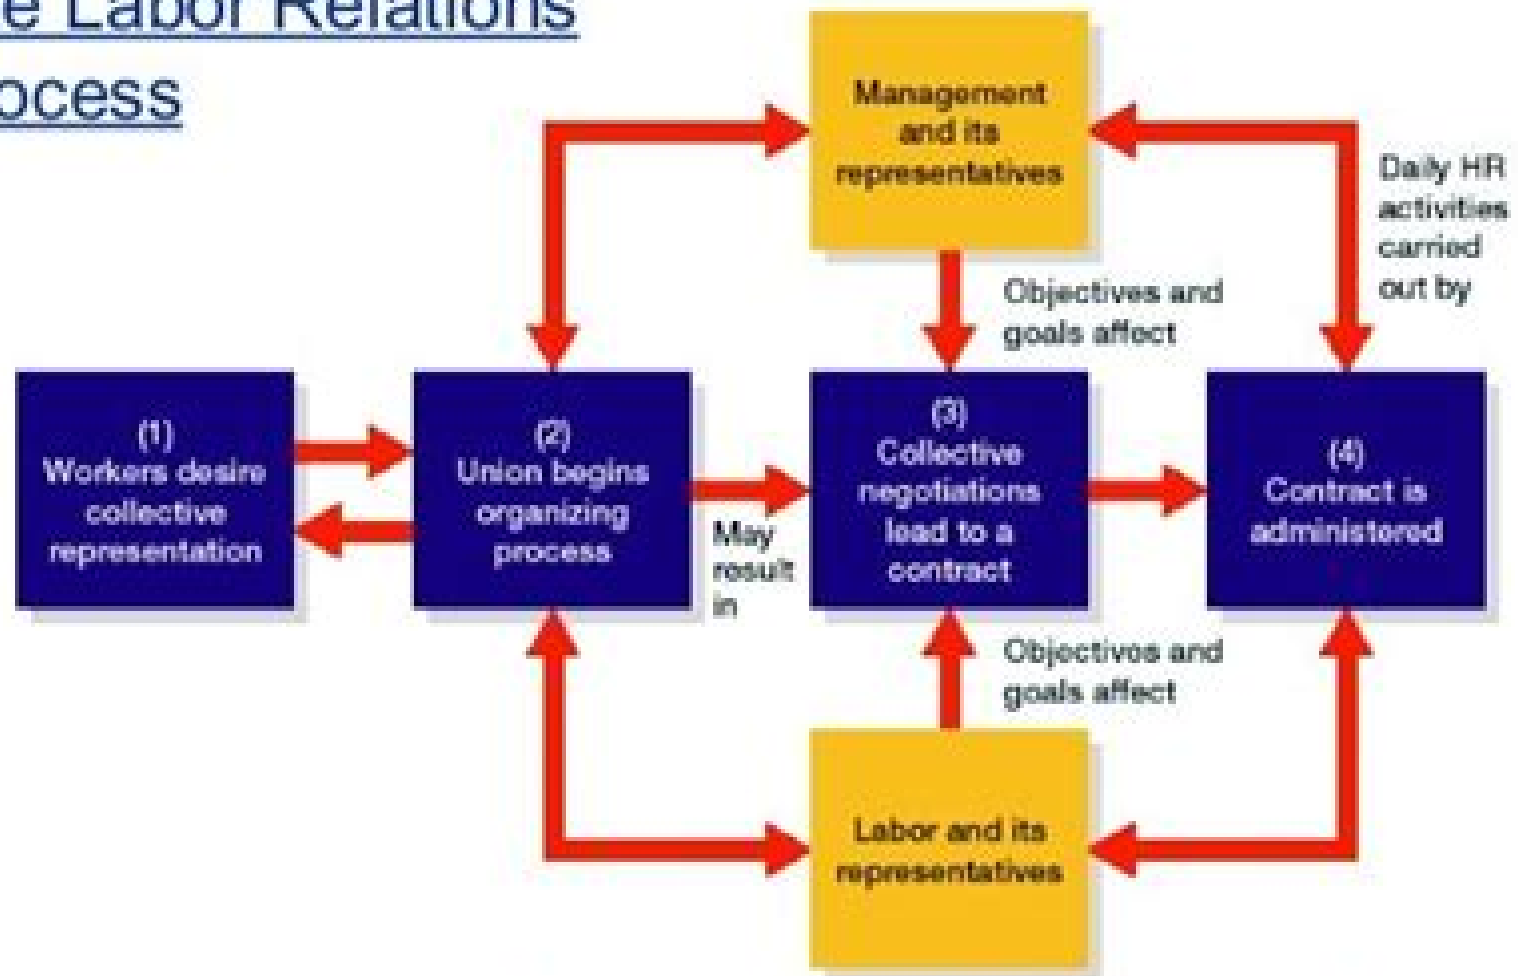 e Labor Relations
ocess
Management
and its
representatives
Daily HR
activities
carried
out by
Objectives and
goals affect
(1)
Workers desire
collective
representation
(2)
Union begins
organizing
process
May
result
in
(3)
Collective
negotiations
lead to a
contract
(4)
Contract is
administered
Objectives and
goals affect
Labor and its
representatives